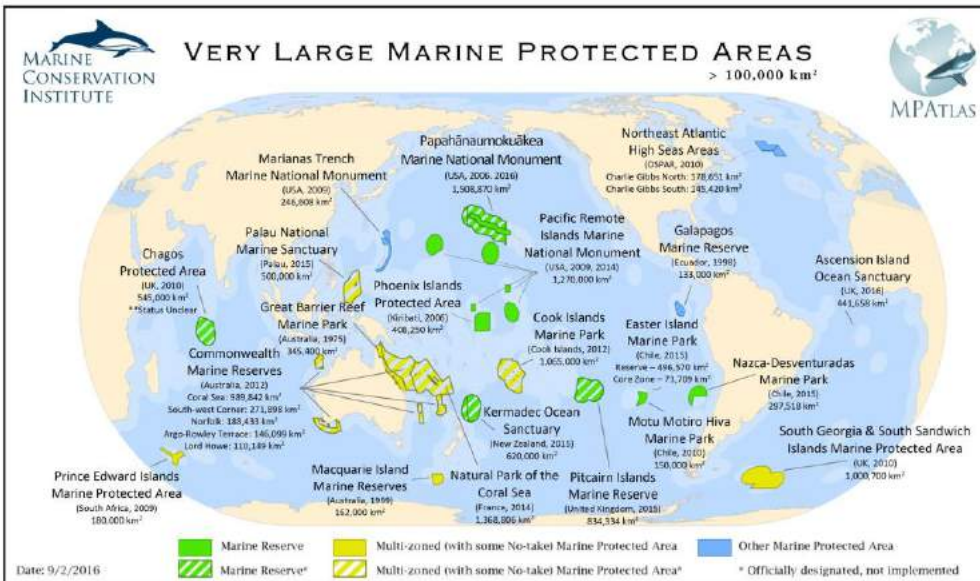 MARINE
CONSERVATION
INSTITUTE
VERY LARGE MARINE PROTECTED AREAS
> 100,000 km²
MPAtlas
Papahānaumokuākea
Marine National Monument
(USA, 2006, 2016)
1,508,870 km²
Northeast Atlantic
High Seas Areas
(OSPAR, 2010)
Charlie Gibbs North: 178,651 km²
Charlie Gibbs South: 145,420 km²
Marianas Trench
Marine National Monument
(USA, 2009)
246,608 km²
Pacific Remote
Islands Marine
National Monument
(USA, 2009, 2014)
1,270,000 km²
Galapagos
Marine Reserve
(Ecuador, 1998)
133,000 km²
Palau National
Marine Sanctuary
(Palau, 2015)
500,000 km²
Chagos
Protected Area
(UK, 2010)
545,000 km²
**Status Unclear
Ascension Island
Ocean Sanctuary
(UK, 2016)
441,658 km²
Phoenix Islands
Protected Area
(Kiribati, 2006)
408,250 km²
Great Barrier Reef
Marine Park
(Australia, 1975)
345,400 km²
Cook Islands
Marine Park
(Cook Islands, 2012)
1,065,000 km²
Easter Island
Marine Park
(Chile, 2015)
Reserve – 496,570 km²
Core Zone – 71,709 km²
Commonwealth
Marine Reserves
(Australia, 2012)
Coral Sea: 989,842 km²
South-west Corner: 271,898 km²
Norfolk: 188,433 km²
Argo-Rowley Terrace: 146,099 km²
Lord Howe: 110,149 km²
Nazca-Desventuradas
Marine Park
(Chile, 2015)
297,518 km²
Kermadec Ocean
Sanctuary
(New Zealand, 2015)
620,000 km²
Motu Motiro Hiva
Marine Park
(Chile, 2010)
150,000 km²
South Georgia & South Sandwich
Islands Marine Protected Area
(UK, 2010)
1,000,700 km²
Prince Edward Islands
Marine Protected Area
(South Africa, 2009)
180,000 km²
Macquarie Island
Marine Reserves
(Australia, 1999)
162,000 km²
Natural Park of the
Coral Sea
(France, 2014)
1,368,806 km²
Pitcairn Islands
Marine Reserve
(United Kingdom, 2015)
834,334 km²
Marine Reserve
Multi-zoned (with some No-take) Marine Protected Area
Other Marine Protected Area
Date: 9/2/2016
Marine Reserve*
Multi-zoned (with some No-take) Marine Protected Area*
* Officially designated, not implemented